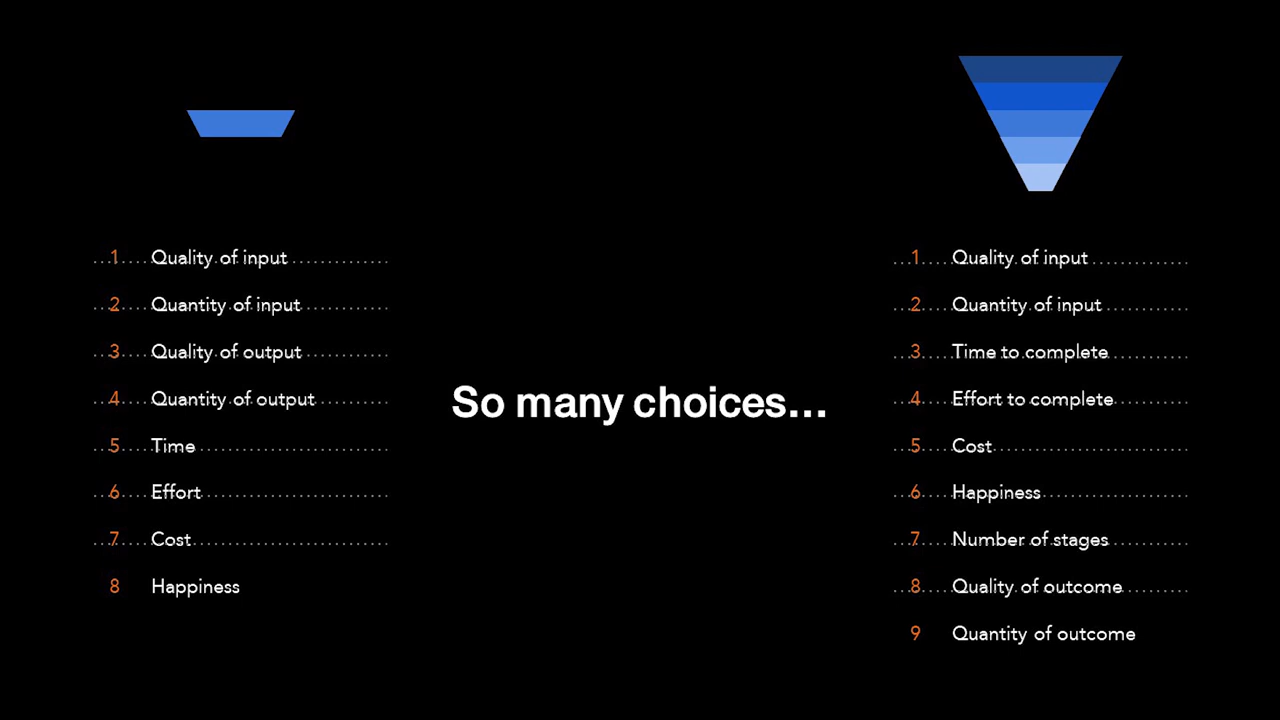 1 Quality of input
2 Quantity of input
3 Quality of output
4 Quantity of output
5 Time
6 Effort
7 Cost
8 Happiness
So many choices...
1 Quality of input
2 Quantity of input
3 Time to complete
4 Effort to complete
5 Cost
6 Happiness
7 Number of stages
8 Quality of outcome
9 Quantity of outcome